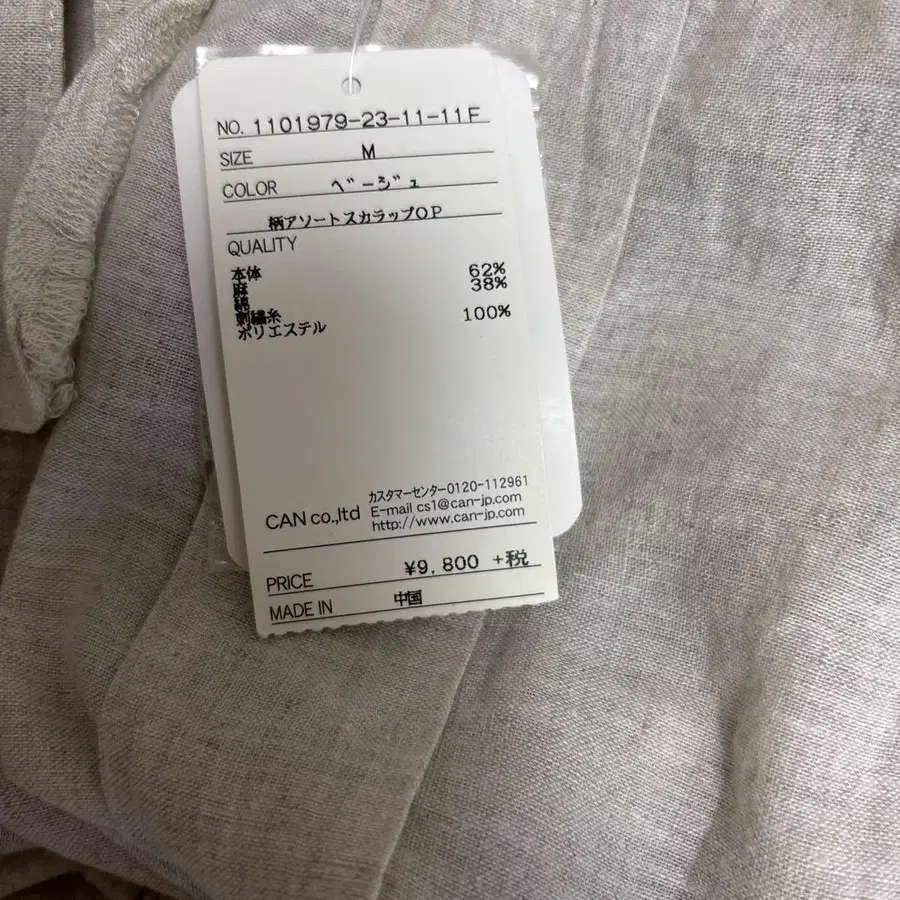 NO. 1101979-23-11-11F
SIZE M
COLOR ベージュ
柄アソートスカラップOP
QUALITY
本体
麻 62%
綿 38%
刺繍糸
ポリエステル 100%
カスタマーセンター0120-112961
CAN co.,ltd E-mail cs1@can-jp.com
http://www.can-jp.com
PRICE ¥9,800 +税
MADE IN 中国